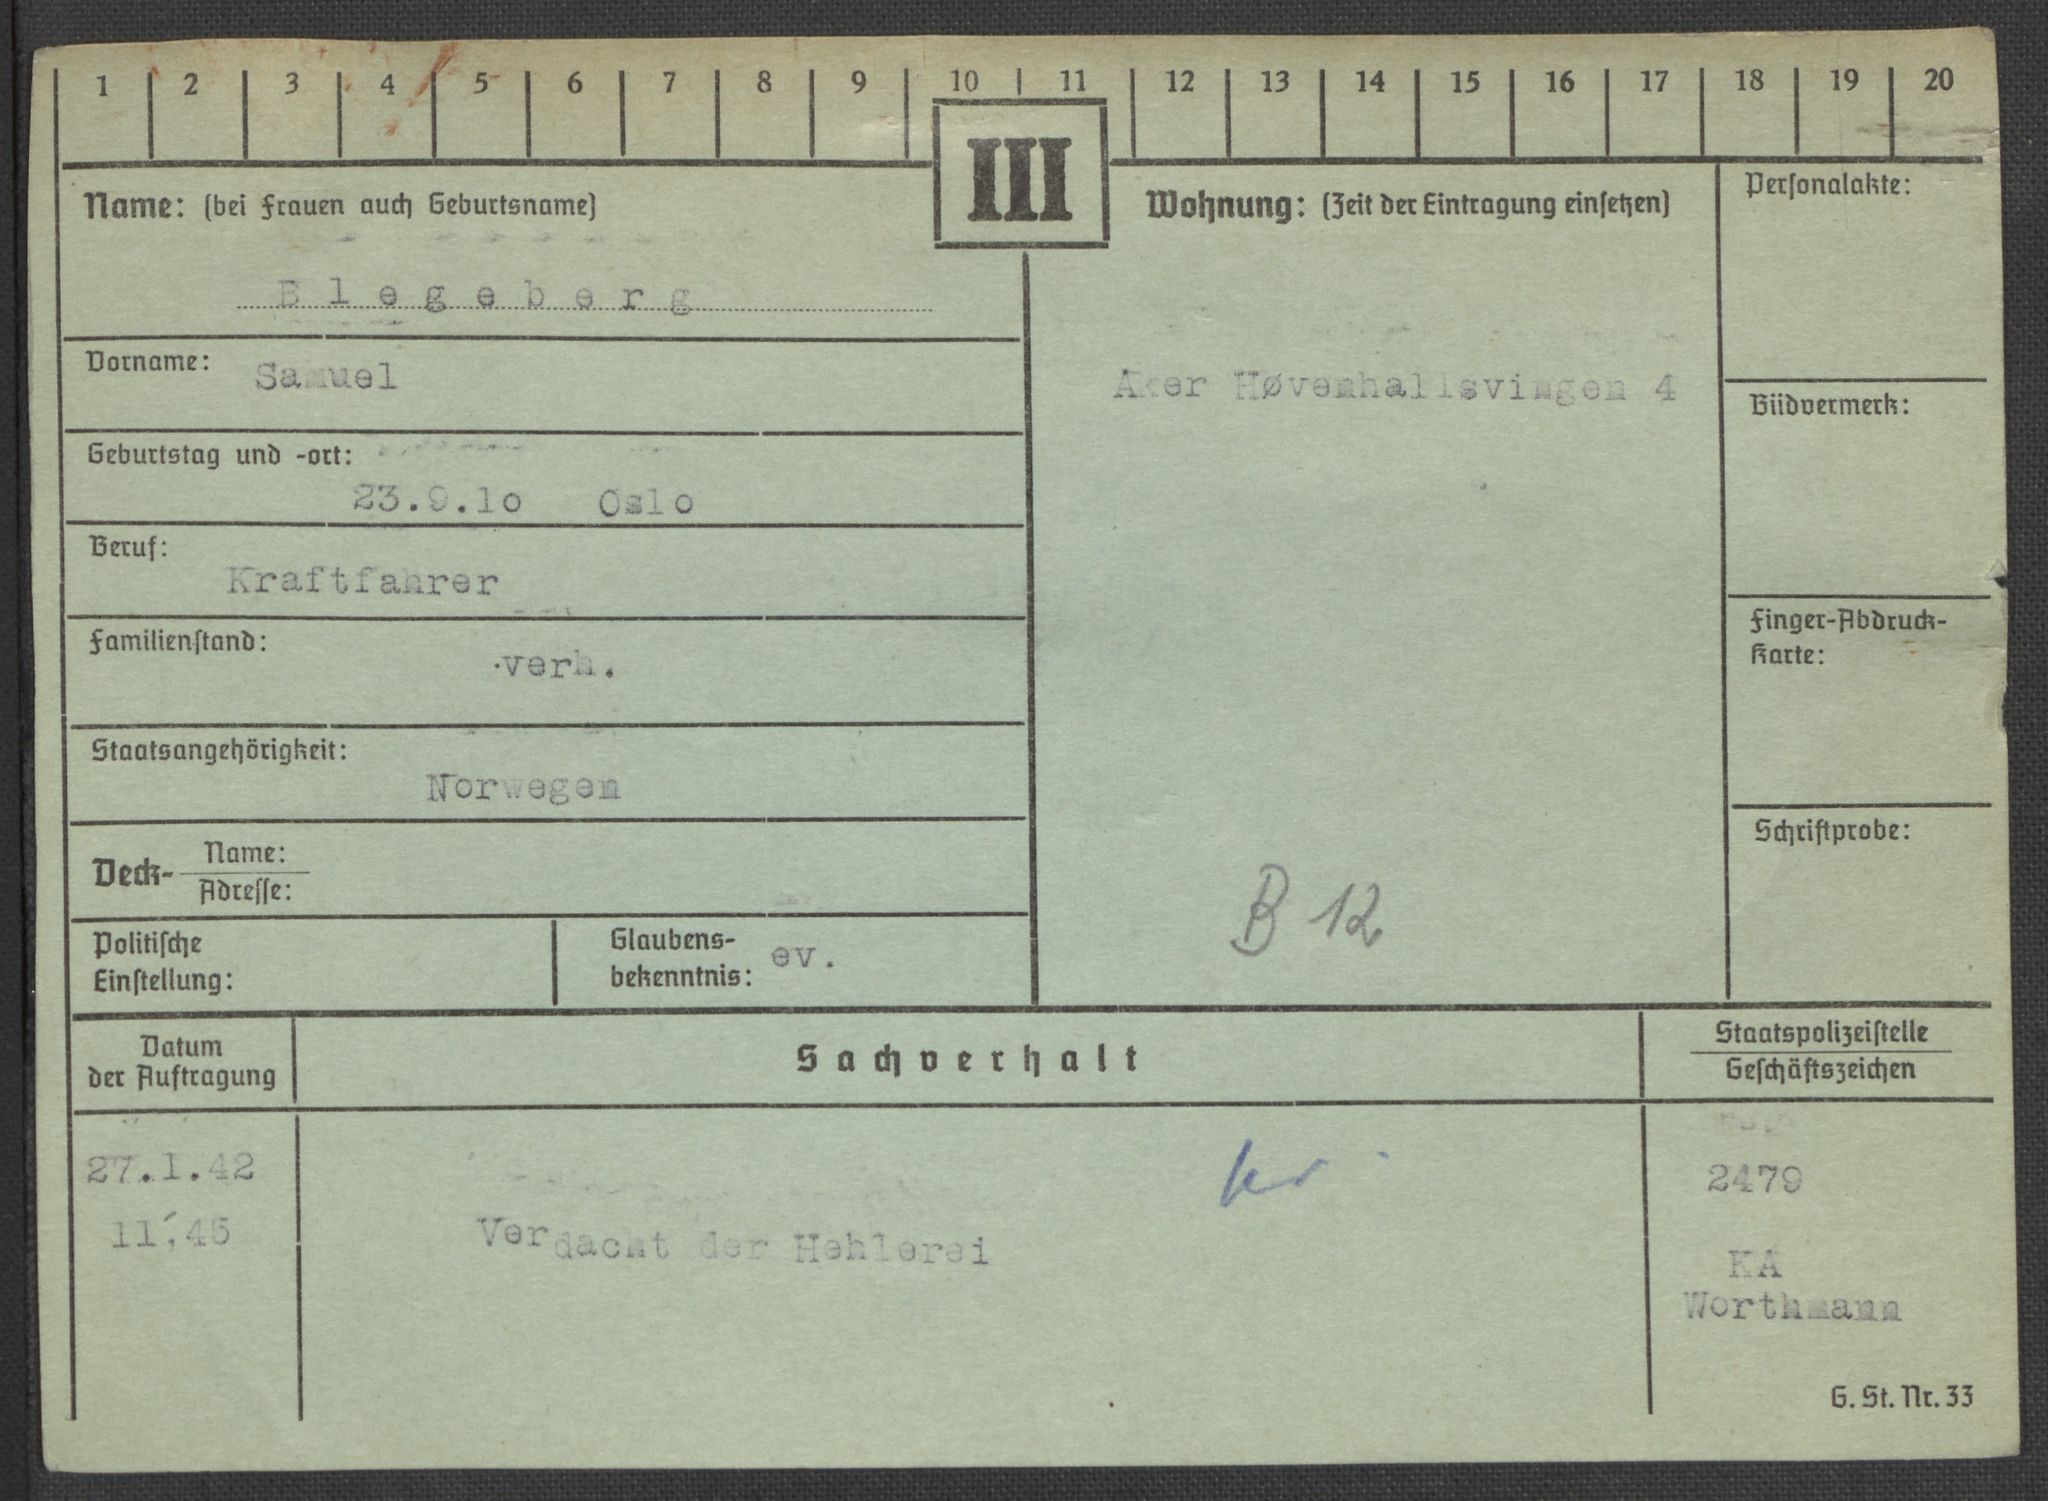 1 2 3 4 5 6 7 8 9 10 11 12 13 14 15 16 17 18 19 20
III
Name: (bei Frauen auch Geburtsname)
Blegeberg
Vorname: Samuel
Geburtstag und -ort:
23.9.1o Oslo
Beruf:
Kraftfahrer
Familienstand:
verh.
Staatsangehörigkeit:
Norwegen
Deck-
Name:
Adresse:
Politische
Einstellung:
Glaubens-
bekenntnis: ev.
Wohnung: (Zeit der Eintragung einsetzen)
Aker Høvenhallsvingen 4
B 12
Personalakte:
Bildvermerk:
Finger-Abdruck-
Karte:
Schriftprobe:
Datum
der Auftragung
Sachverhalt
Staatspolizeistelle
Geschäftszeichen
27.1.42
11,45
Verdacht der Hehlerei
2479
KA
Worthmann
G. St. Nr. 33